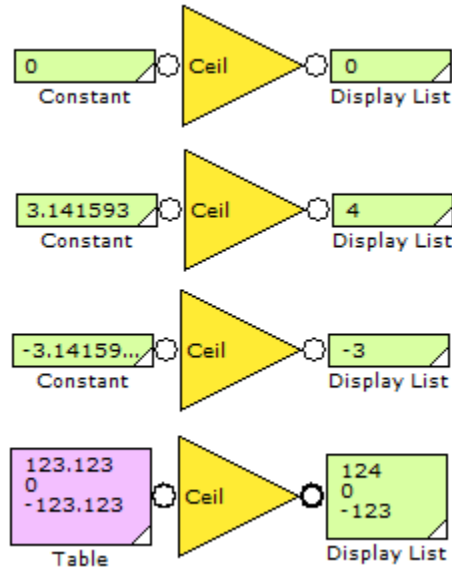 0 Ceil 0
Constant Display List
3.141593 Ceil 4
Constant Display List
-3.14159... Ceil -3
Constant Display List
123.123
0
-123.123
Ceil
124
0
-123
Table Display List